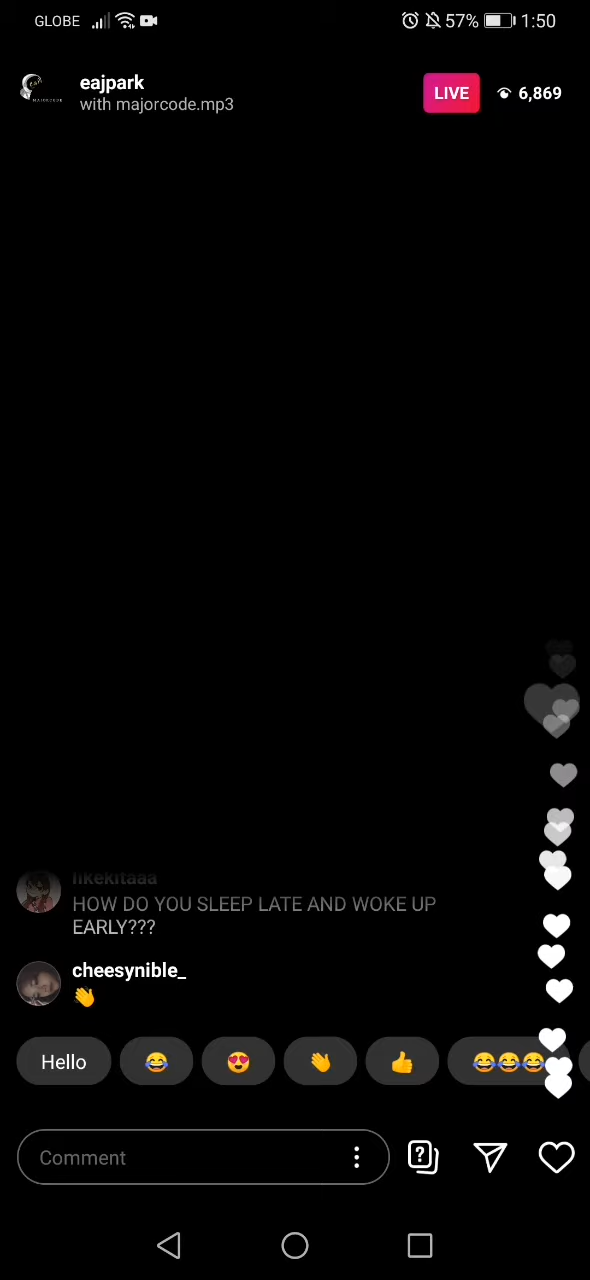 GLOBE 57% 1:50
eajpark
with majorcode.mp3
LIVE 6,869
likekitaaa
HOW DO YOU SLEEP LATE AND WOKE UP
EARLY???
cheesynible_
👋
Hello 😂 😍 👋 👍 😂😂😂
Comment